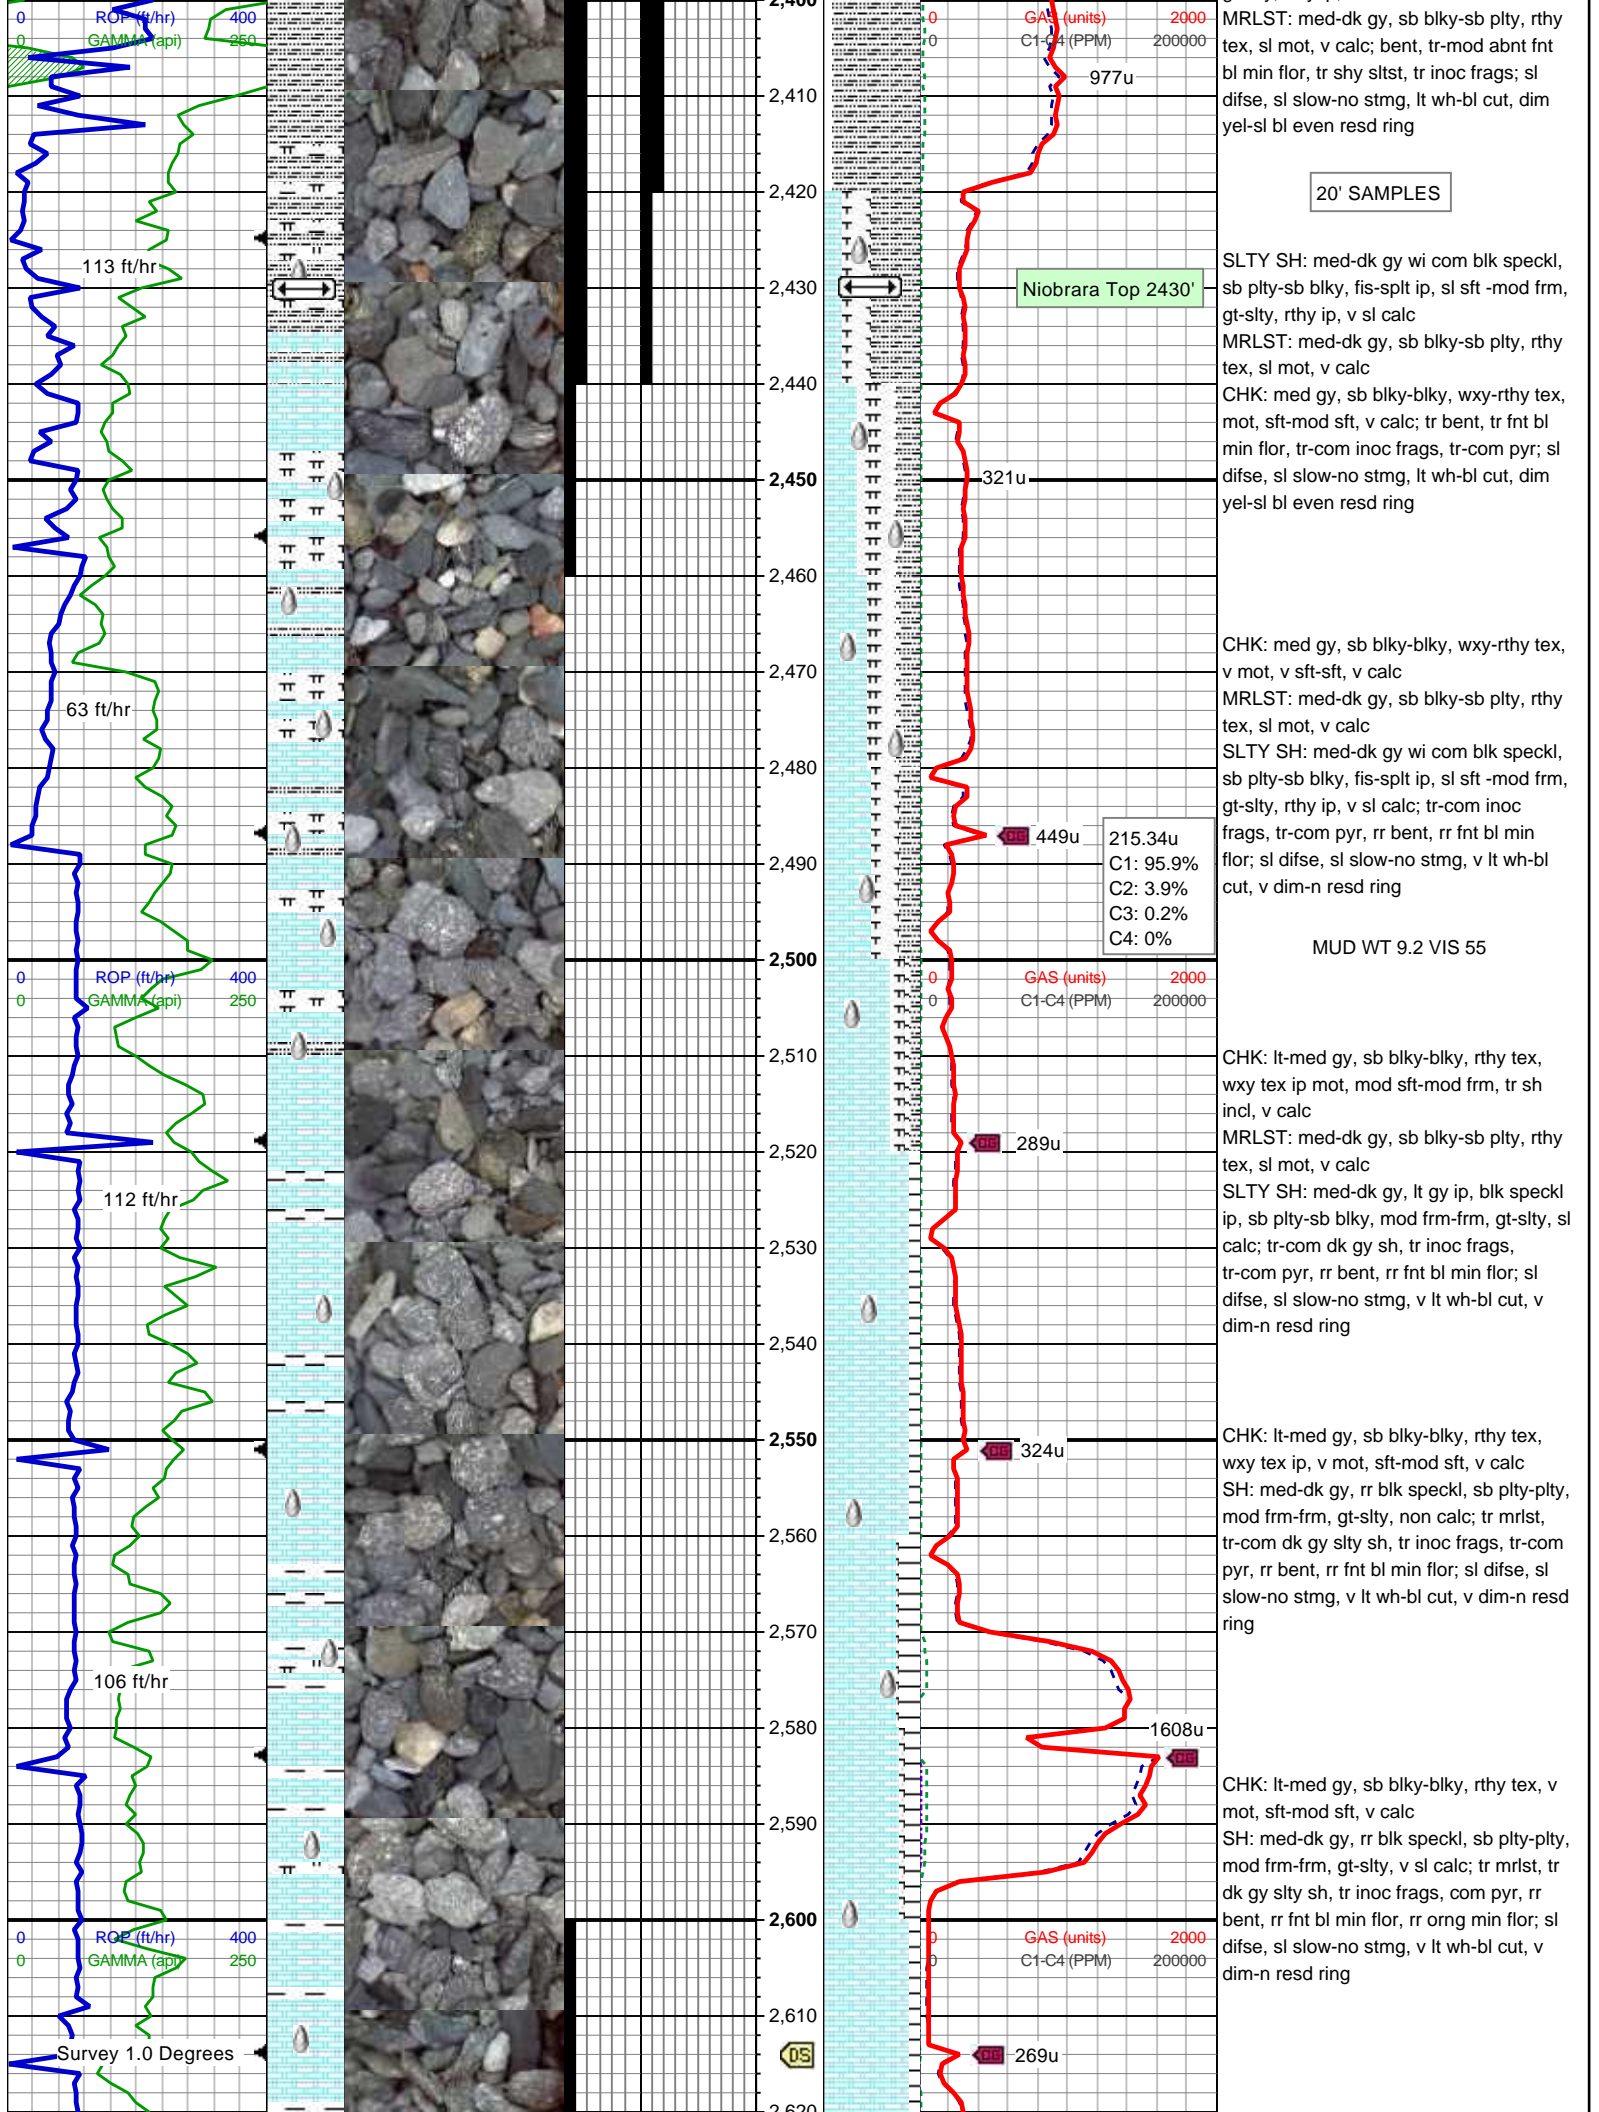 2,400
0 ROP (ft/hr) 400
0 GAMMA (api) 250
0 GAS (units) 2000
0 C1-C4 (PPM) 200000
MRLST: med-dk gy, sb blky-sb plty, rthy
tex, sl mot, v calc; bent, tr-mod abnt fnt
bl min flor, tr shy sltst, tr inoc frags; sl
difse, sl slow-no stmg, lt wh-bl cut, dim
yel-sl bl even resd ring
977u
2,410
2,420
20' SAMPLES
113 ft/hr
2,430
Niobrara Top 2430'
SLTY SH: med-dk gy wi com blk speckl,
sb plty-sb blky, fis-splt ip, sl sft -mod frm,
gt-slty, rthy ip, v sl calc
MRLST: med-dk gy, sb blky-sb plty, rthy
tex, sl mot, v calc
CHK: med gy, sb blky-blky, wxy-rthy tex,
mot, sft-mod sft, v calc; tr bent, tr fnt bl
min flor, tr-com inoc frags, tr-com pyr; sl
difse, sl slow-no stmg, lt wh-bl cut, dim
yel-sl bl even resd ring
2,440
2,450
321u
2,460
2,470
63 ft/hr
CHK: med gy, sb blky-blky, wxy-rthy tex,
v mot, v sft-sft, v calc
MRLST: med-dk gy, sb blky-sb plty, rthy
tex, sl mot, v calc
SLTY SH: med-dk gy wi com blk speckl,
sb plty-sb blky, fis-splt ip, sl sft -mod frm,
gt-slty, rthy ip, v sl calc; tr-com inoc
frags, tr-com pyr, rr bent, rr fnt bl min
flor; sl difse, sl slow-no stmg, v lt wh-bl
cut, v dim-n resd ring
2,480
CG 449u
215.34u
C1: 95.9%
C2: 3.9%
C3: 0.2%
C4: 0%
2,490
MUD WT 9.2 VIS 55
2,500
0 ROP (ft/hr) 400
0 GAMMA (api) 250
0 GAS (units) 2000
0 C1-C4 (PPM) 200000
2,510
CHK: lt-med gy, sb blky-blky, rthy tex,
wxy tex ip mot, mod sft-mod frm, tr sh
incl, v calc
MRLST: med-dk gy, sb blky-sb plty, rthy
tex, sl mot, v calc
SLTY SH: med-dk gy, lt gy ip, blk speckl
ip, sb plty-sb blky, mod frm-frm, gt-slty, sl
calc; tr-com dk gy sh, tr inoc frags,
tr-com pyr, rr bent, rr fnt bl min flor; sl
difse, sl slow-no stmg, v lt wh-bl cut, v
dim-n resd ring
CG 289u
2,520
112 ft/hr
2,530
2,540
2,550
CG 324u
CHK: lt-med gy, sb blky-blky, rthy tex,
wxy tex ip, v mot, sft-mod sft, v calc
SH: med-dk gy, rr blk speckl, sb plty-plty,
mod frm-frm, gt-slty, non calc; tr mrlst,
tr-com dk gy slty sh, tr inoc frags, tr-com
pyr, rr bent, rr fnt bl min flor; sl difse, sl
slow-no stmg, v lt wh-bl cut, v dim-n resd
ring
2,560
2,570
106 ft/hr
2,580
1608u
CG
CHK: lt-med gy, sb blky-blky, rthy tex, v
mot, sft-mod sft, v calc
SH: med-dk gy, rr blk speckl, sb plty-plty,
mod frm-frm, gt-slty, v sl calc; tr mrlst, tr
dk gy slty sh, tr inoc frags, com pyr, rr
bent, rr fnt bl min flor, rr orng min flor; sl
difse, sl slow-no stmg, v lt wh-bl cut, v
dim-n resd ring
2,590
2,600
0 ROP (ft/hr) 400
0 GAMMA (api) 250
0 GAS (units) 2000
0 C1-C4 (PPM) 200000
2,610
Survey 1.0 Degrees
DS
CG 269u
2,620